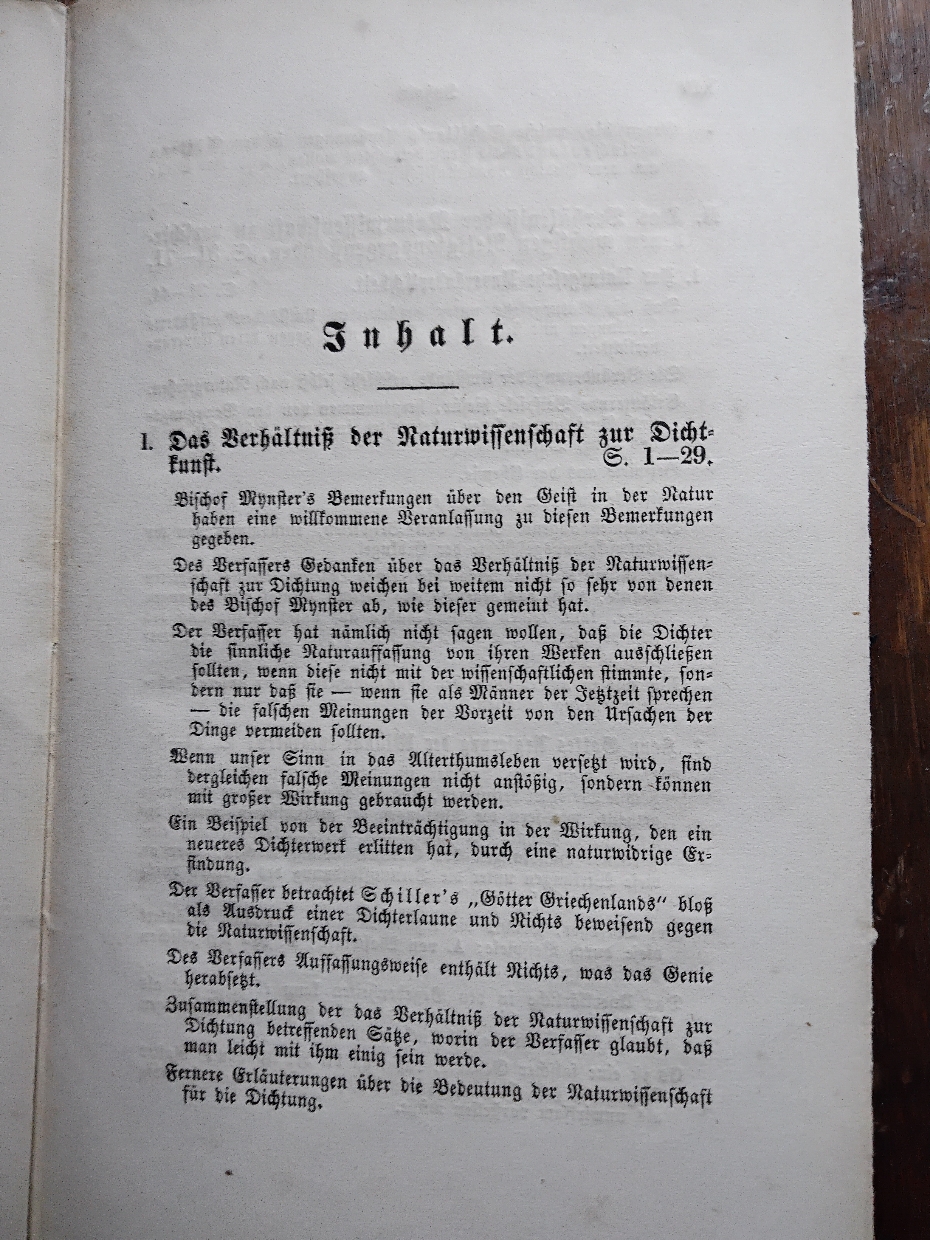 Inhalt.
I. Das Verhältniß der Naturwissenschaft zur Dicht-
kunst. S. 1—29.
Bischof Mynster's Bemerkungen über den Geist in der Natur
haben eine willkommene Veranlassung zu diesen Bemerkungen
gegeben.
Des Verfassers Gedanken über das Verhältniß der Naturwissen-
schaft zur Dichtung weichen bei weitem nicht so sehr von denen
des Bischof Mynster ab, wie dieser gemeint hat.
Der Verfasser hat nämlich nicht sagen wollen, daß die Dichter
die sinnliche Naturauffassung von ihren Werken ausschließen
sollten, wenn diese nicht mit der wissenschaftlichen stimmte, son-
dern nur daß sie — wenn sie als Männer der Jetztzeit sprechen
— die falschen Meinungen der Vorzeit von den Ursachen der
Dinge vermeiden sollten.
Wenn unser Sinn in das Alterthumsleben versetzt wird, sind
dergleichen falsche Meinungen nicht anstößig, sondern können
mit großer Wirkung gebraucht werden.
Ein Beispiel von der Beeinträchtigung in der Wirkung, den ein
neueres Dichterwerk erlitten hat, durch eine naturwidrige Er-
findung.
Der Verfasser betrachtet Schiller's „Götter Griechenlands" bloß
als Ausdruck einer Dichterlaune und Nichts beweisend gegen
die Naturwissenschaft.
Des Verfassers Auffassungsweise enthält Nichts, was das Genie
herabsetzt.
Zusammenstellung der das Verhältniß der Naturwissenschaft zur
Dichtung betreffenden Sätze, worin der Verfasser glaubt, daß
man leicht mit ihm einig sein werde.
Fernere Erläuterungen über die Bedeutung der Naturwissenschaft
für die Dichtung.